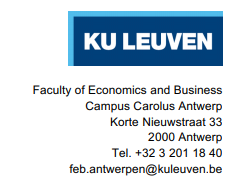 KU LEUVEN
Faculty of Economics and Business
Campus Carolus Antwerp
Korte Nieuwstraat 33
2000 Antwerp
Tel. +32 3 201 18 40
feb.antwerpen@kuleuven.be